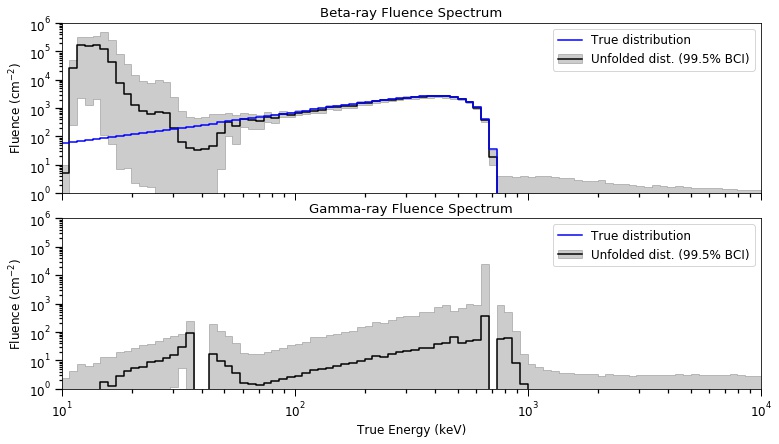 Beta-ray Fluence Spectrum
10^6
10^5
10^4
10^3
10^2
10^1
10^0
Fluence (cm^−2)
True distribution
Unfolded dist. (99.5% BCI)
Gamma-ray Fluence Spectrum
10^6
10^5
10^4
10^3
10^2
10^1
10^0
Fluence (cm^−2)
True distribution
Unfolded dist. (99.5% BCI)
10^1 10^2 10^3 10^4
True Energy (keV)